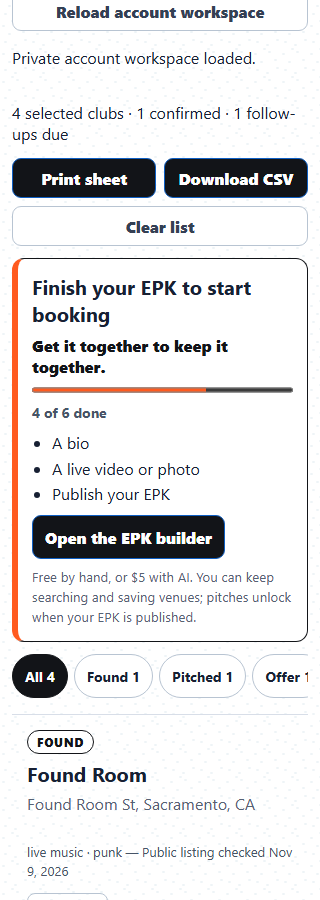 Reload account workspace
Private account workspace loaded.
4 selected clubs · 1 confirmed · 1 follow-
ups due
Print sheet
Download CSV
Clear list
Finish your EPK to start
booking
Get it together to keep it
together.
4 of 6 done
• A bio
• A live video or photo
• Publish your EPK
Open the EPK builder
Free by hand, or $5 with AI. You can keep
searching and saving venues; pitches unlock
when your EPK is published.
All 4
Found 1
Pitched 1
Offer 1
FOUND
Found Room
Found Room St, Sacramento, CA
live music · punk — Public listing checked Nov
9, 2026